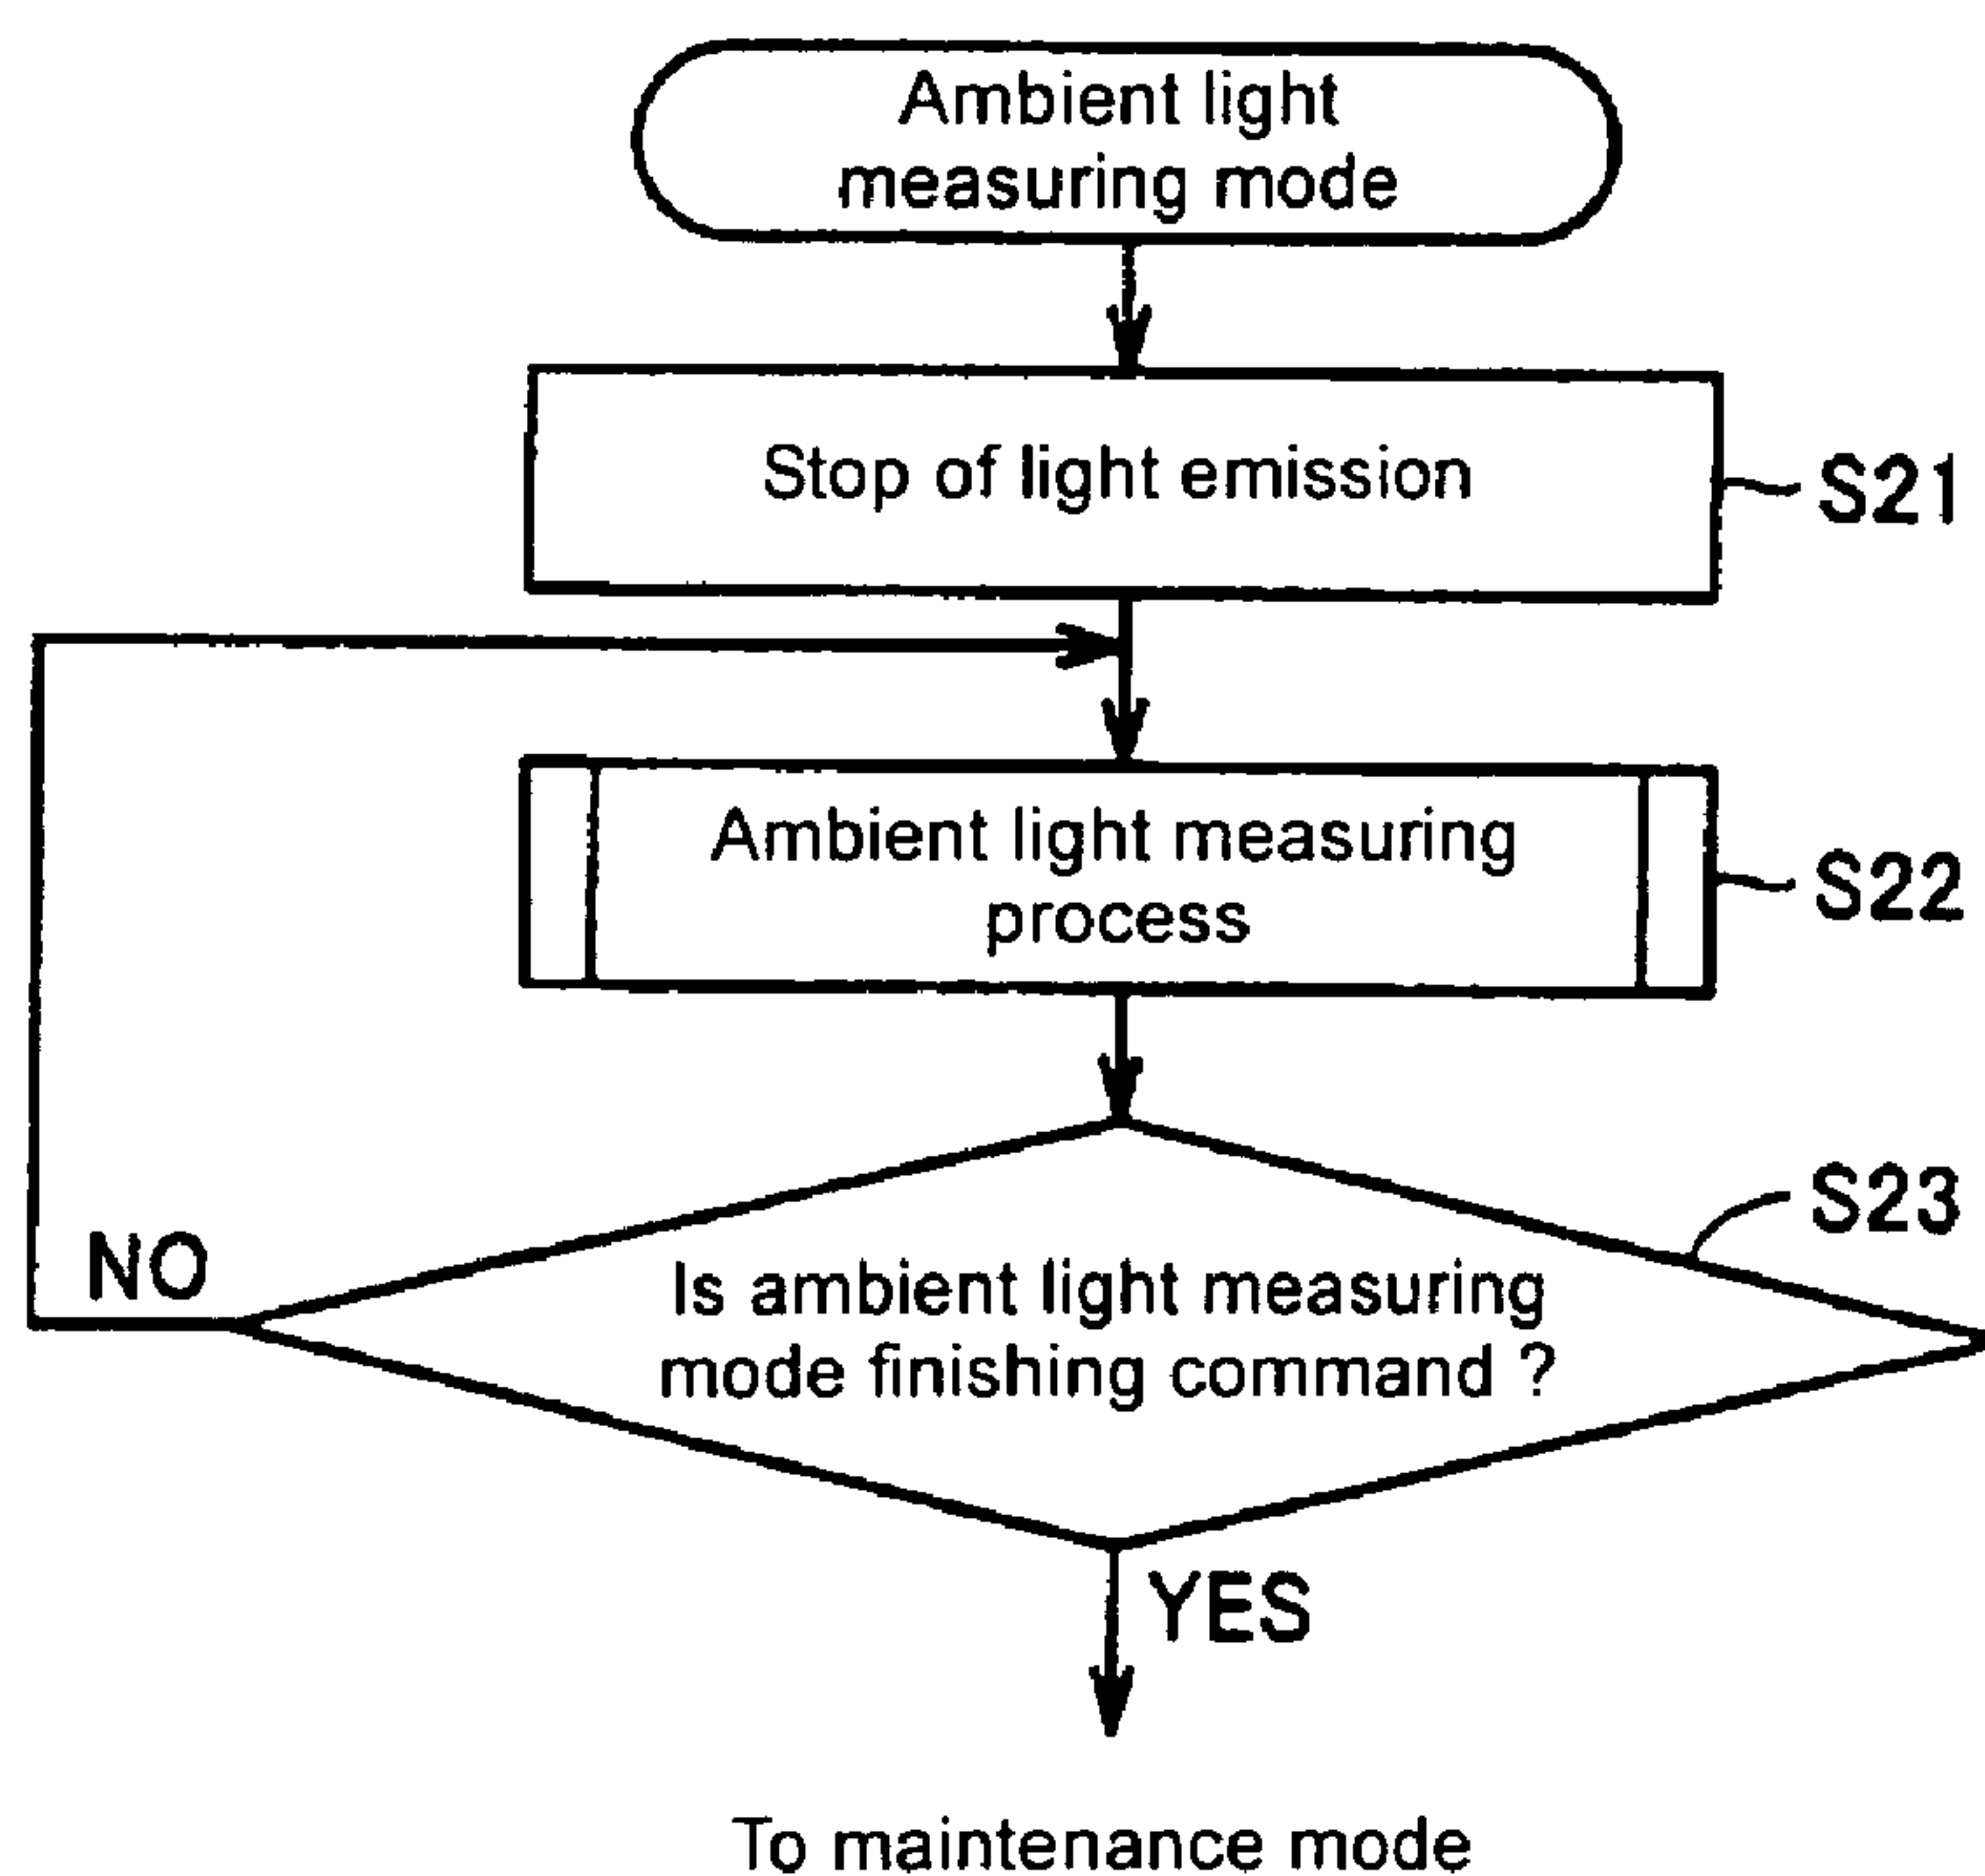 Ambient light
measuring mode
Stop of light emission
S21
Ambient light measuring
process
S22
S23
NO
Is ambient light measuring
mode finishing command ?
YES
To maintenance mode